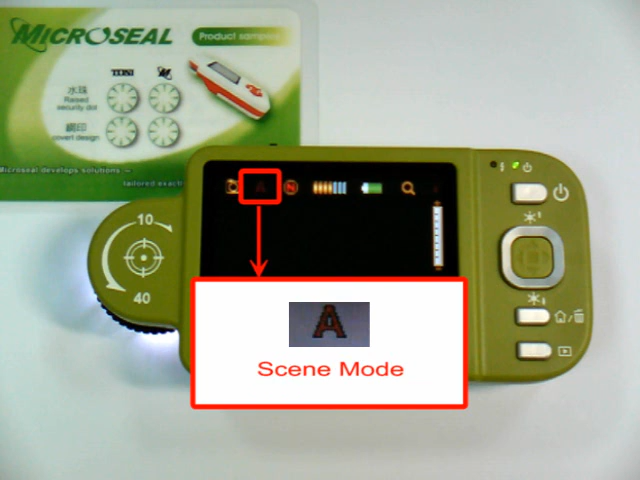 MICROSEAL
Product samples
TONI M
水珠
Raised
security dot
網印
covert design
Microseal develops solutions
tailored exact
A N
10
40
A
Scene Mode